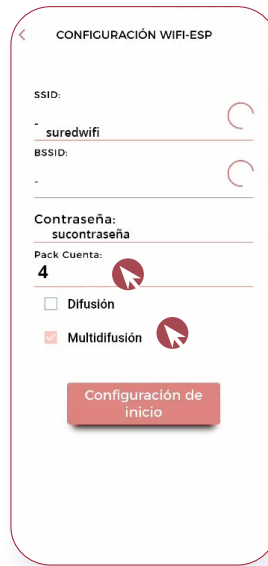 CONFIGURACIÓN WIFI-ESP
SSID:
-
suredwifi
BSSID:
-
Contraseña:
sucontraseña
Pack Cuenta:
4
Difusión
Multidifusión
Configuración de
inicio